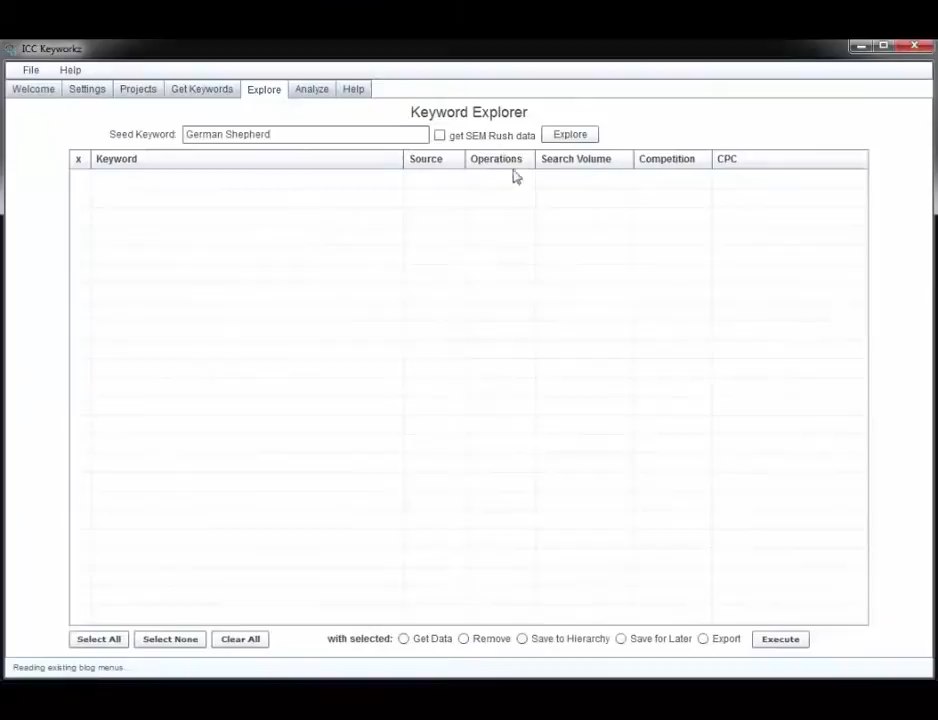 ICC Keyworkz
File Help
Welcome Settings Projects Get Keywords Explore Analyze Help
Keyword Explorer
Seed Keyword: German Shepherd get SEM Rush data Explore
x Keyword Source Operations Search Volume Competition CPC
Select All Select None Clear All with selected: Get Data Remove Save to Hierarchy Save for Later Export Execute
Reading existing blog menus...